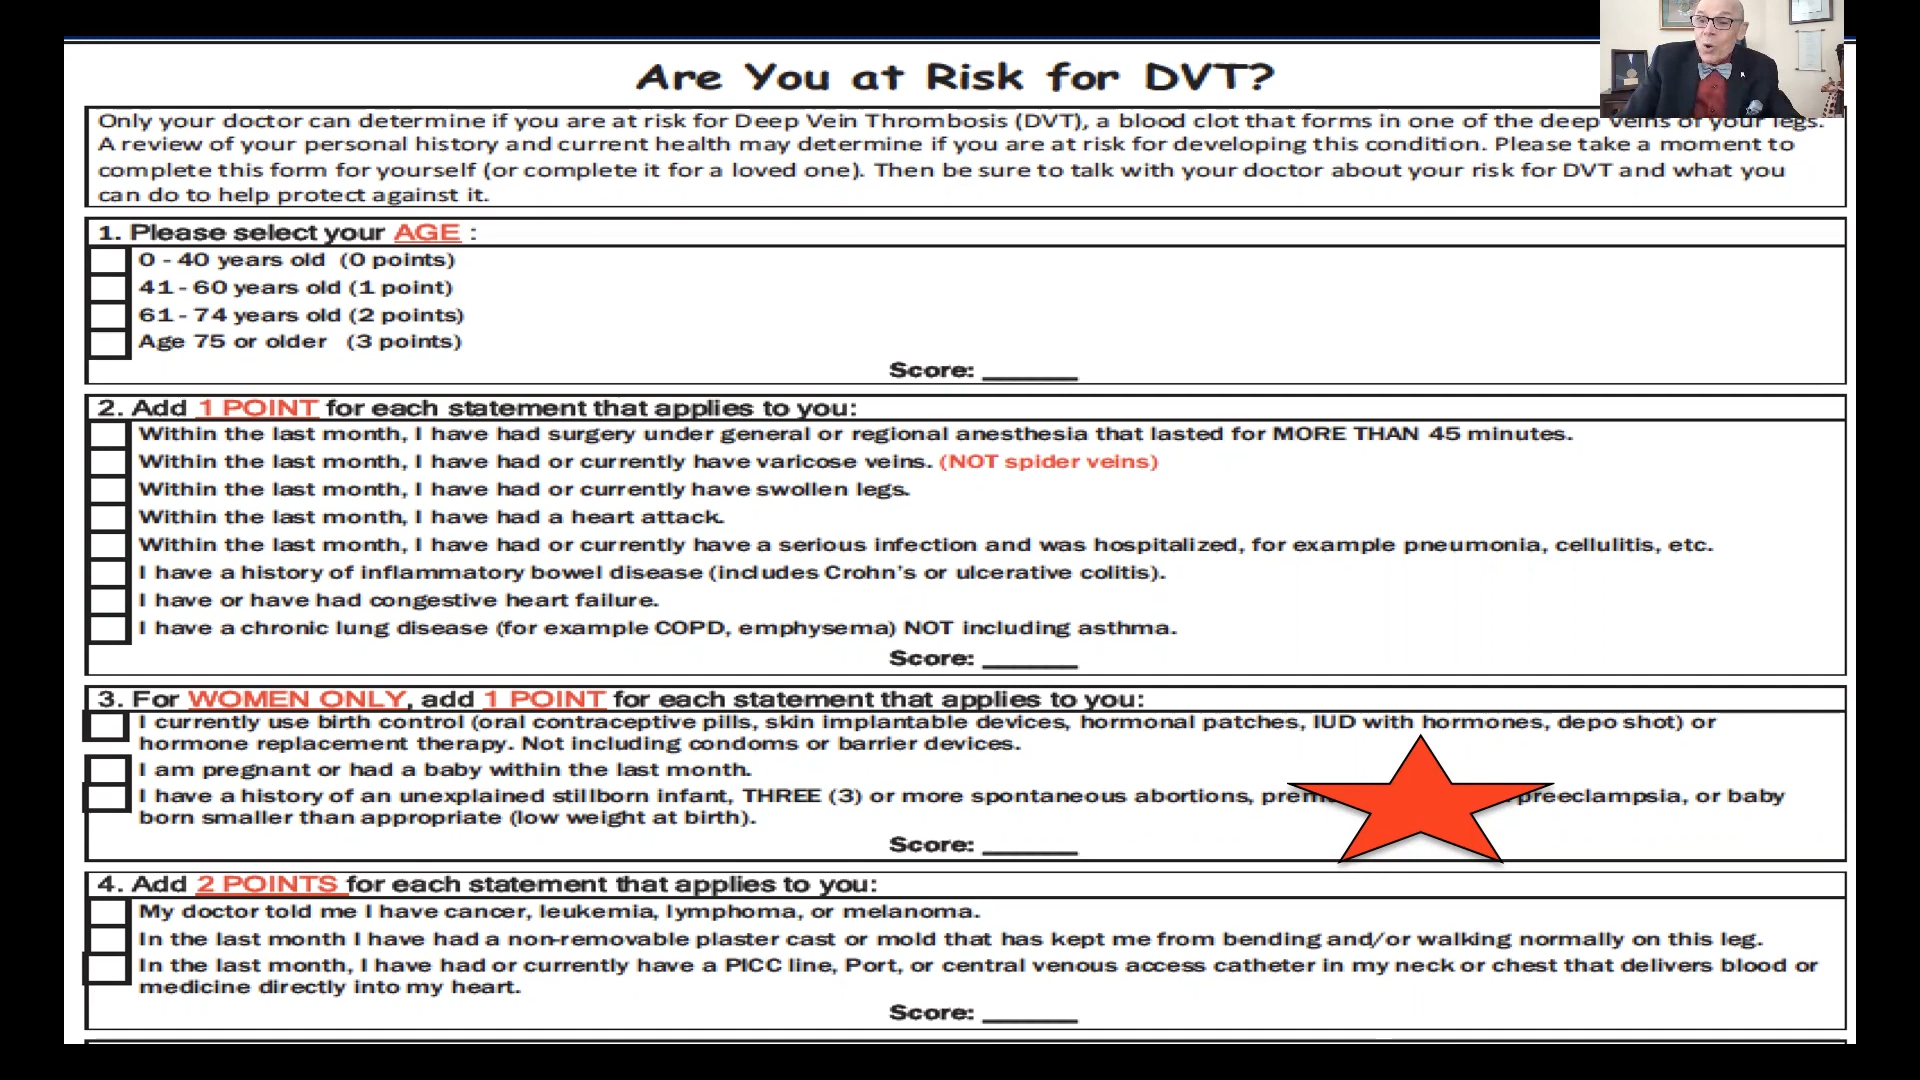 Are You at Risk for DVT?
Only your doctor can determine if you are at risk for Deep Vein Thrombosis (DVT), a blood clot that forms in one of the deep veins of your legs.
A review of your personal history and current health may determine if you are at risk for developing this condition. Please take a moment to
complete this form for yourself (or complete it for a loved one). Then be sure to talk with your doctor about your risk for DVT and what you
can do to help protect against it.
1. Please select your AGE :
0 - 40 years old (0 points)
41 - 60 years old (1 point)
61 - 74 years old (2 points)
Age 75 or older (3 points)
Score: ______
2. Add 1 POINT for each statement that applies to you:
Within the last month, I have had surgery under general or regional anesthesia that lasted for MORE THAN 45 minutes.
Within the last month, I have had or currently have varicose veins. (NOT spider veins)
Within the last month, I have had or currently have swollen legs.
Within the last month, I have had a heart attack.
Within the last month, I have had or currently have a serious infection and was hospitalized, for example pneumonia, cellulitis, etc.
I have a history of inflammatory bowel disease (includes Crohn's or ulcerative colitis).
I have or have had congestive heart failure.
I have a chronic lung disease (for example COPD, emphysema) NOT including asthma.
Score: ______
3. For WOMEN ONLY, add 1 POINT for each statement that applies to you:
I currently use birth control (oral contraceptive pills, skin implantable devices, hormonal patches, IUD with hormones, depo shot) or
hormone replacement therapy. Not including condoms or barrier devices.
I am pregnant or had a baby within the last month.
I have a history of an unexplained stillborn infant, THREE (3) or more spontaneous abortions, preeclampsia, or baby
born smaller than appropriate (low weight at birth).
Score: ______
4. Add 2 POINTS for each statement that applies to you:
My doctor told me I have cancer, leukemia, lymphoma, or melanoma.
In the last month I have had a non-removable plaster cast or mold that has kept me from bending and/or walking normally on this leg.
In the last month, I have had or currently have a PICC line, Port, or central venous access catheter in my neck or chest that delivers blood or
medicine directly into my heart.
Score: ______